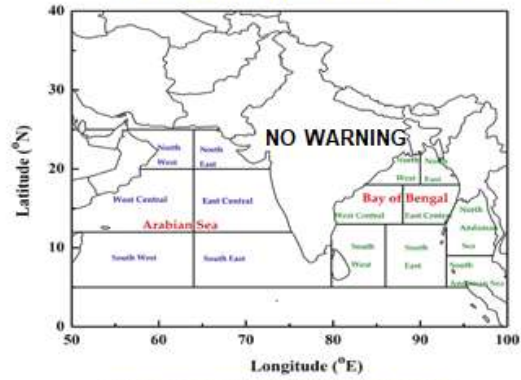 40
30
20
10
0
Latitude (°N)
NO WARNING
North
West
North
East
North
West
North
East
West Central
East Central
Arabian Sea
Bay of Bengal
West Central
East Central
North
Andaman
Sea
South West
South East
South
West
South
East
South
Andaman Sea
50
60
70
80
90
100
Longitude (°E)